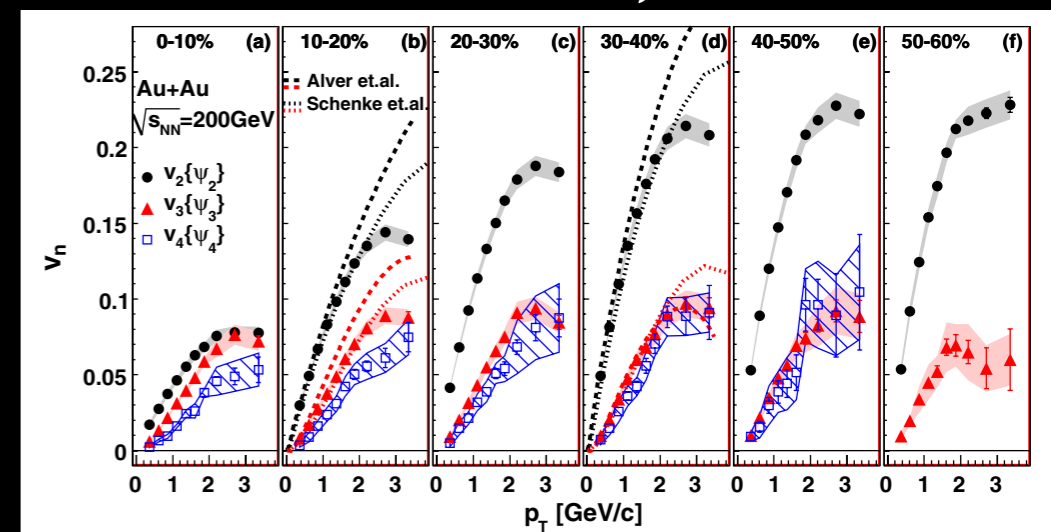 0-10% (a)
10-20% (b)
20-30% (c)
30-40% (d)
40-50% (e)
50-60% (f)
Au+Au
√sNN=200GeV
v2{ψ2}
v3{ψ3}
v4{ψ4}
Alver et.al.
Schenke et.al.
vn
0.25
0.2
0.15
0.1
0.05
0
0 1 2 3 0 1 2 3 0 1 2 3 0 1 2 3 0 1 2 3 0 1 2 3
pT [GeV/c]